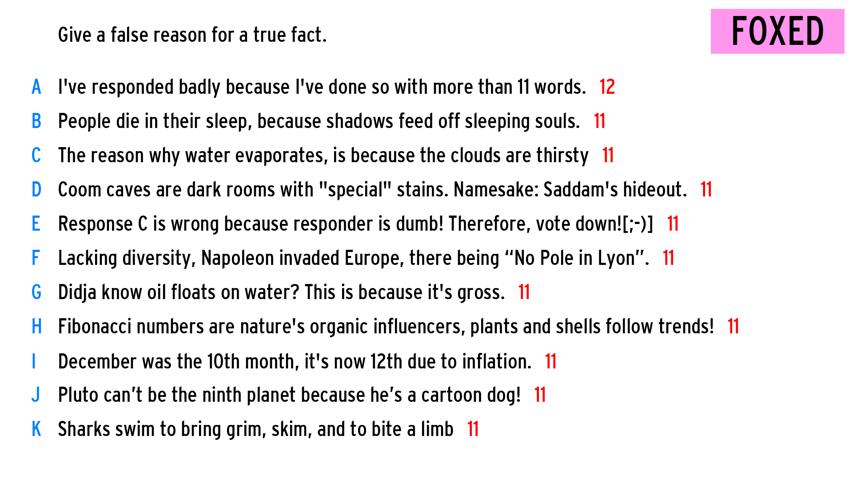 Give a false reason for a true fact.
FOXED
A I've responded badly because I've done so with more than 11 words. 12
B People die in their sleep, because shadows feed off sleeping souls. 11
C The reason why water evaporates, is because the clouds are thirsty 11
D Coom caves are dark rooms with "special" stains. Namesake: Saddam's hideout. 11
E Response C is wrong because responder is dumb! Therefore, vote down![;-)] 11
F Lacking diversity, Napoleon invaded Europe, there being “No Pole in Lyon”. 11
G Didja know oil floats on water? This is because it's gross. 11
H Fibonacci numbers are nature's organic influencers, plants and shells follow trends! 11
I December was the 10th month, it's now 12th due to inflation. 11
J Pluto can’t be the ninth planet because he’s a cartoon dog! 11
K Sharks swim to bring grim, skim, and to bite a limb 11